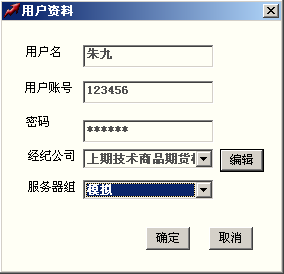 用户资料
用户名 朱九
用户账号 123456
密码 ******
经纪公司 上期技术商品期货 编辑
服务器组 模拟
确定 取消